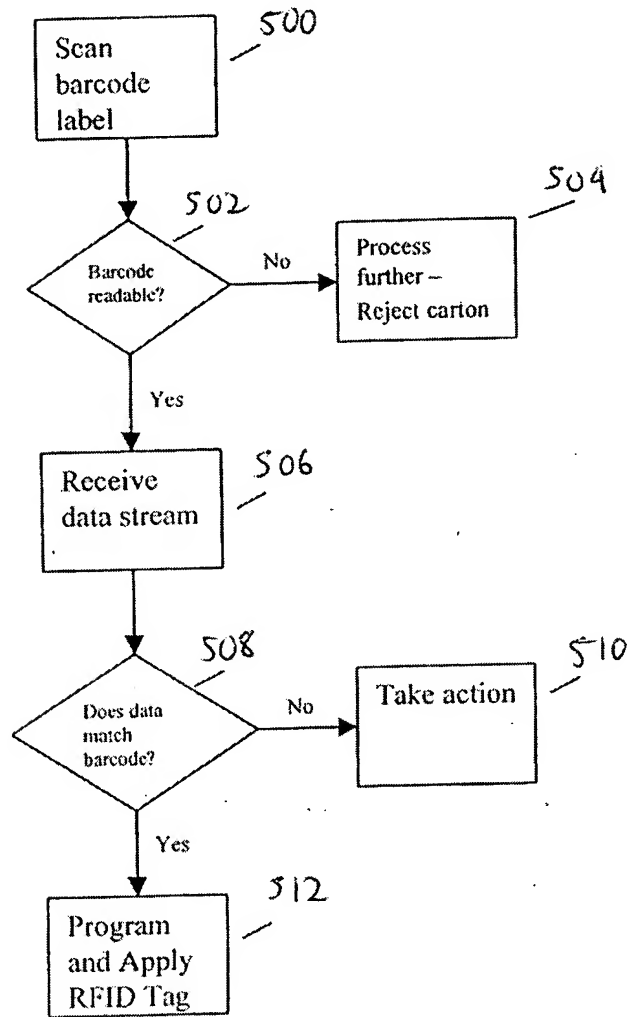 500
Scan
barcode
label
502
504
Barcode
readable?
No
Process
further –
Reject carton
Yes
506
Receive
data stream
508
510
Does data
match
barcode?
No
Take action
Yes
512
Program
and Apply
RFID Tag